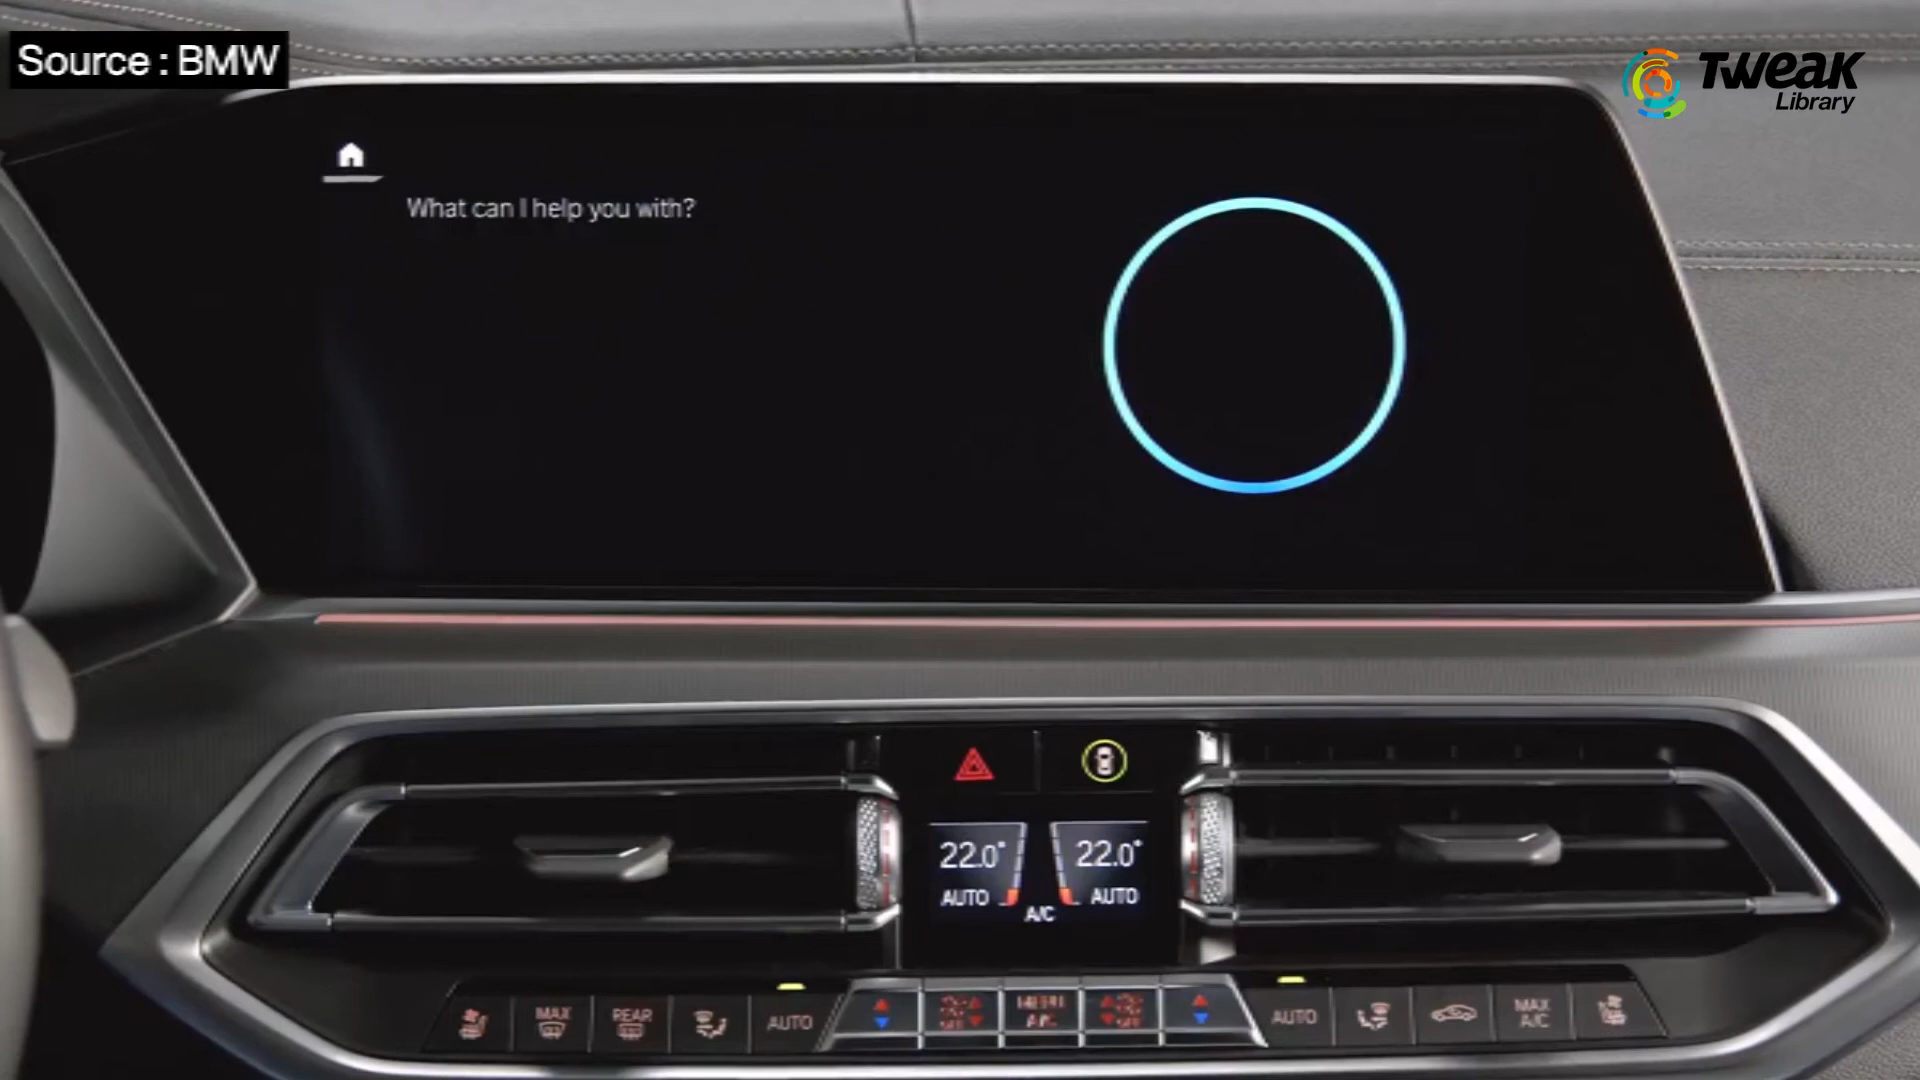 Source : BMW
TWEAK
Library
What can I help you with?
22.0°
22.0°
AUTO
AUTO
A/C
MAX
REAR
AUTO
MENU
A/C
AUTO
MAX
A/C